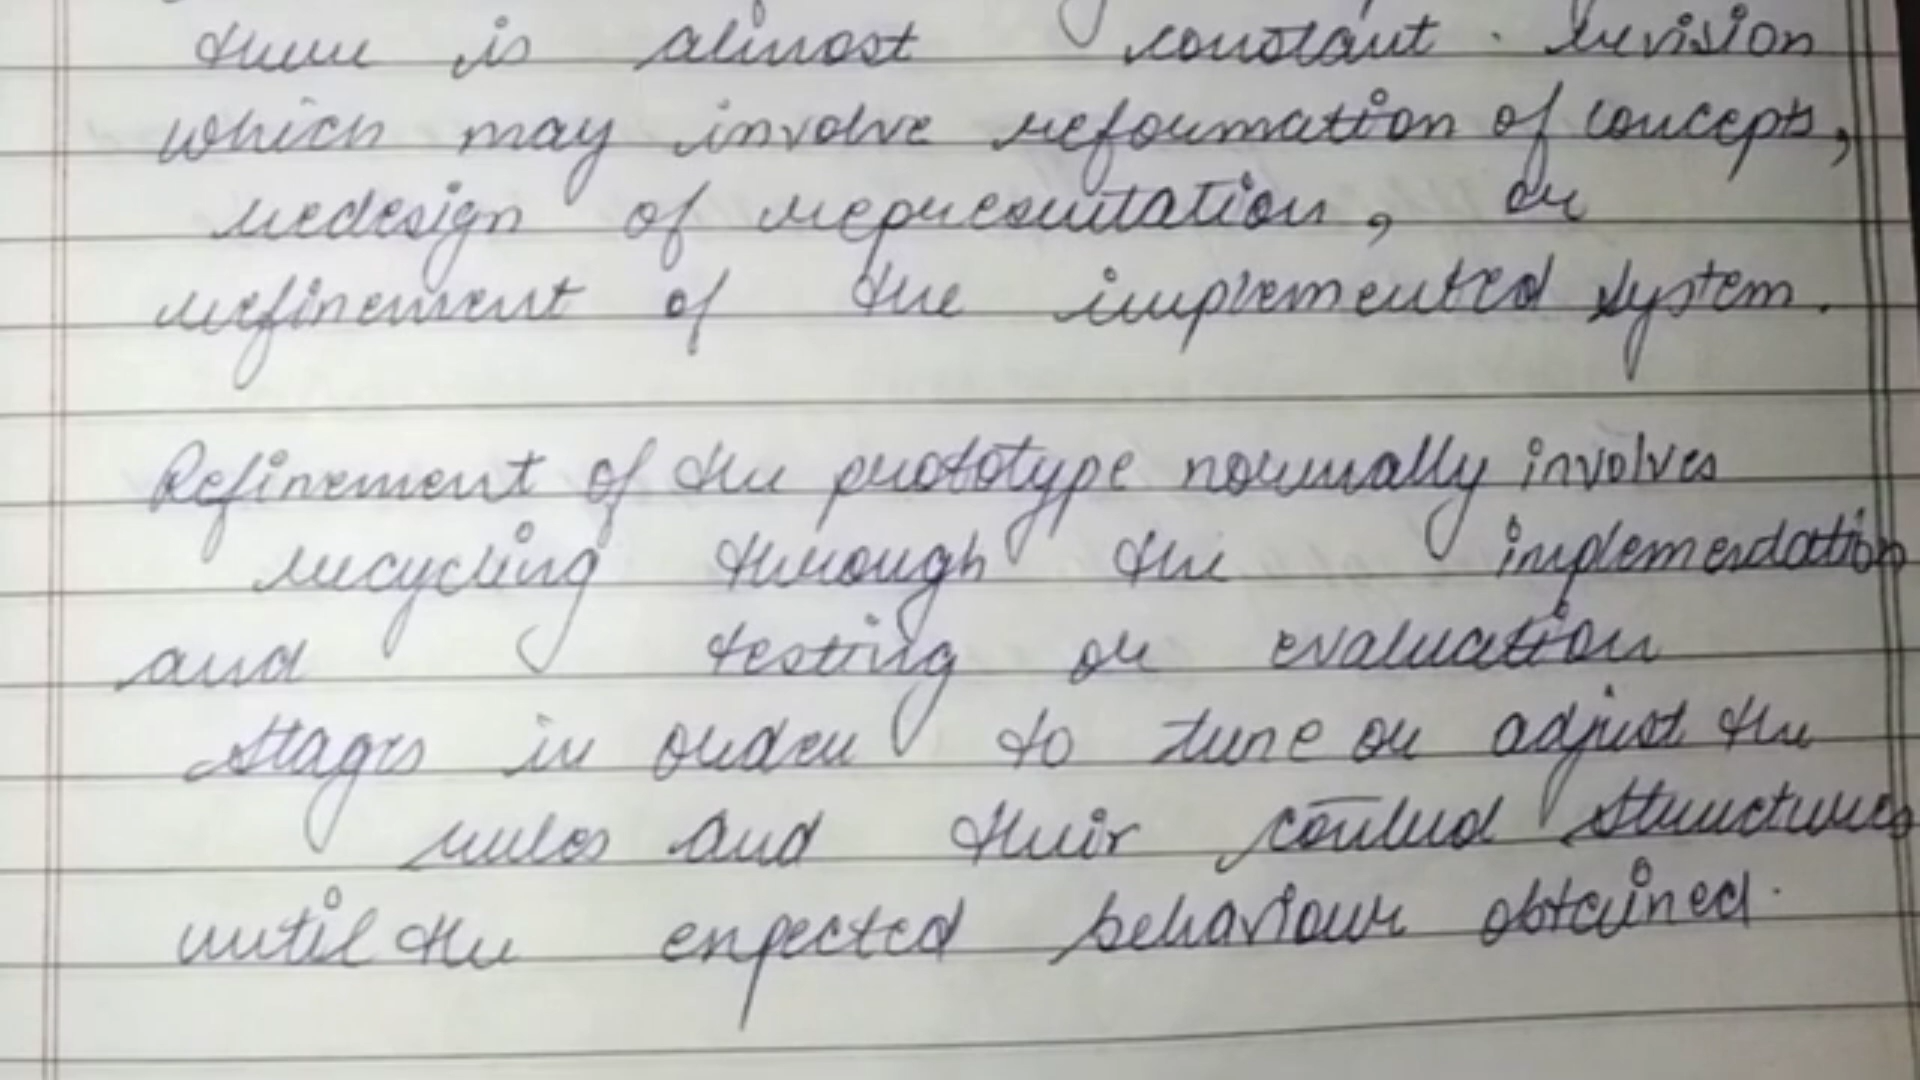 there is almost constant revision
which may involve reformation of concepts,
redesign of representation, or
refinement of the implemented system.
Refinement of the prototype normally involves
recycling through the implementation
and testing or evaluation
stages in order to tune or adjust the
rules and their control structures
until the expected behaviour obtained.